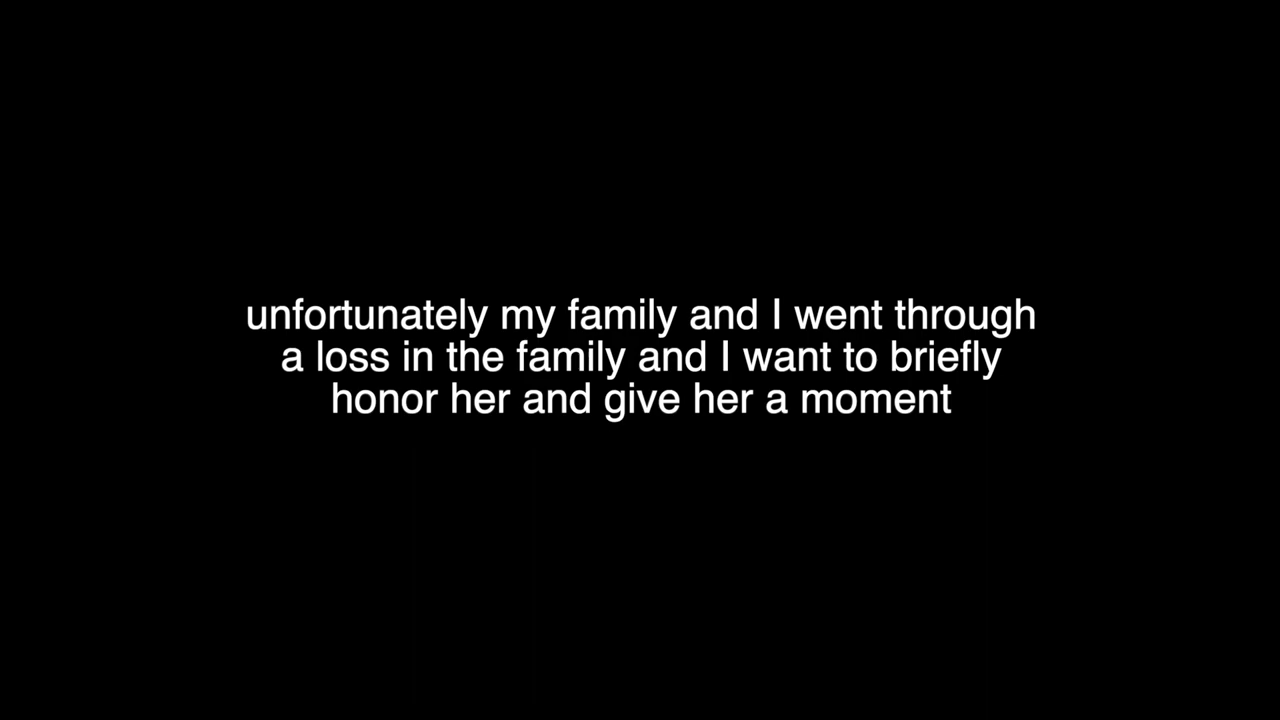 unfortunately my family and I went through
a loss in the family and I want to briefly
honor her and give her a moment